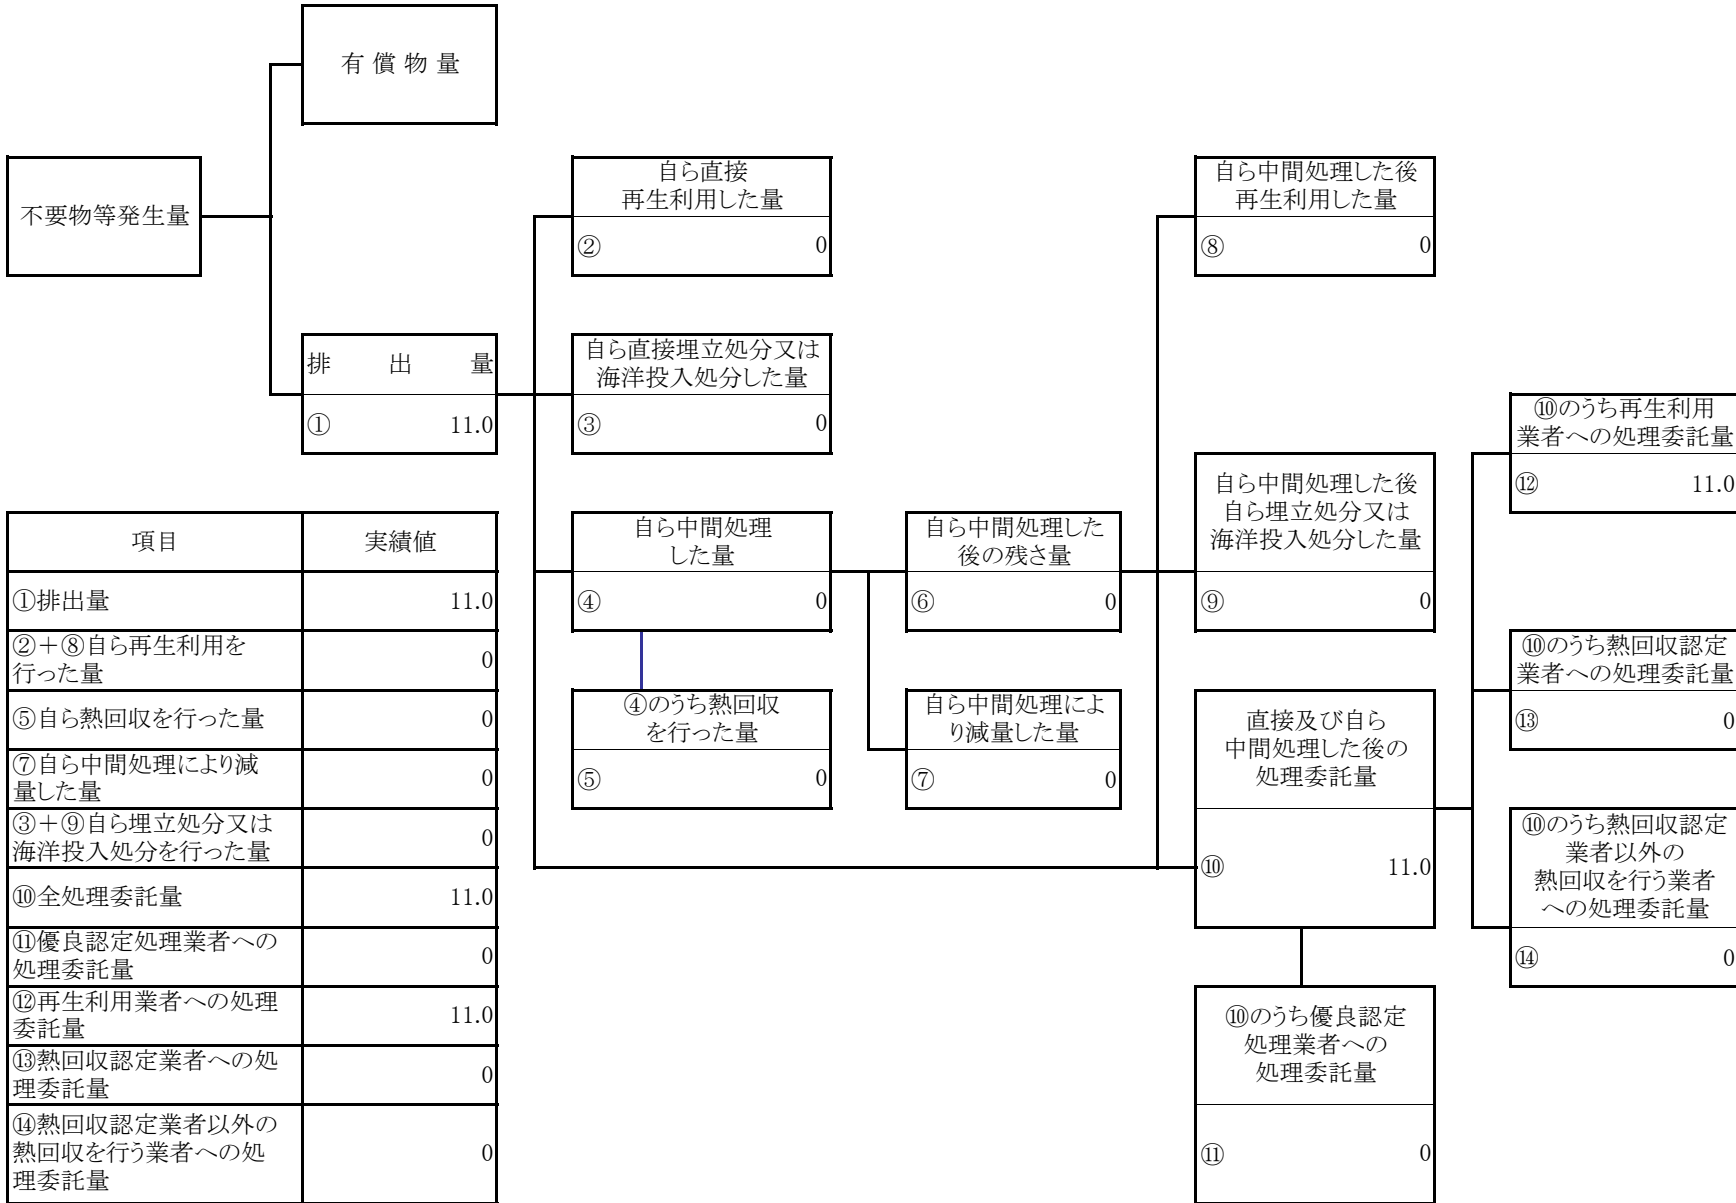 有 償 物 量
不要物等発生量
自ら直接
再生利用した量
② 0
自ら中間処理した後
再生利用した量
⑧ 0
排 出 量
① 11.0
自ら直接埋立処分又は
海洋投入処分した量
③ 0
⑩のうち再生利用
業者への処理委託量
⑫ 11.0
自ら中間処理
した量
④ 0
自ら中間処理した
後の残さ量
⑥ 0
自ら中間処理した後
自ら埋立処分又は
海洋投入処分した量
⑨ 0
⑩のうち熱回収認定
業者への処理委託量
⑬ 0
④のうち熱回収
を行った量
⑤ 0
自ら中間処理によ
り減量した量
⑦ 0
直接及び自ら
中間処理した後の
処理委託量
⑩ 11.0
⑩のうち熱回収認定
業者以外の
熱回収を行う業者
への処理委託量
⑭ 0
⑩のうち優良認定
処理業者への
処理委託量
⑪ 0
項目 実績値
①排出量 11.0
②＋⑧自ら再生利用を
行った量 0
⑤自ら熱回収を行った量 0
⑦自ら中間処理により減
量した量 0
③＋⑨自ら埋立処分又は
海洋投入処分を行った量 0
⑩全処理委託量 11.0
⑪優良認定処理業者への
処理委託量 0
⑫再生利用業者への処理
委託量 11.0
⑬熱回収認定業者への処
理委託量 0
⑭熱回収認定業者以外の
熱回収を行う業者への処
理委託量 0